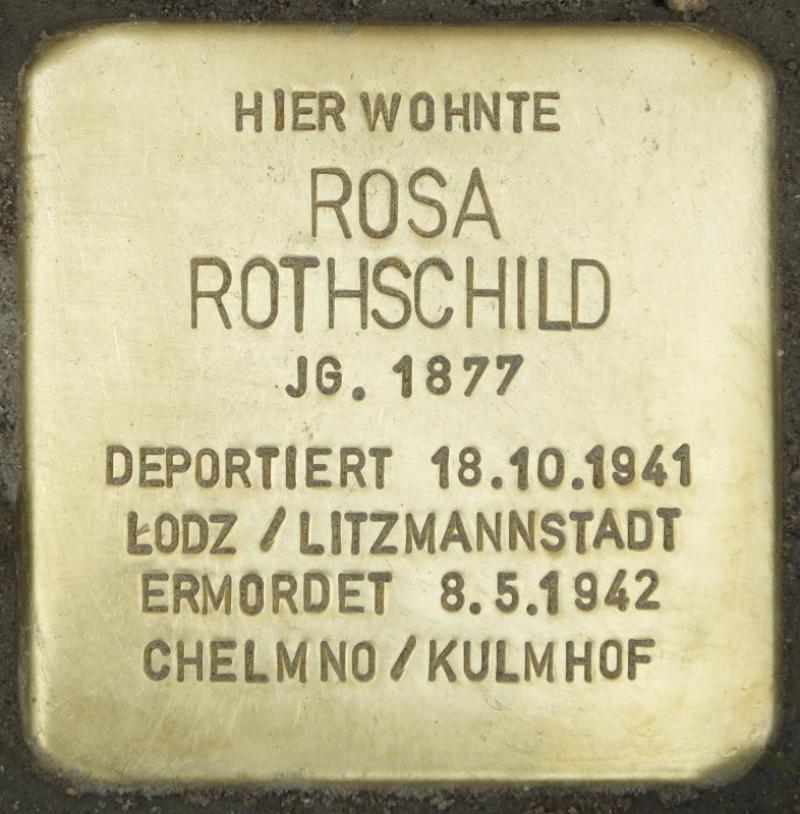 HIER WOHNTE
ROSA
ROTHSCHILD
JG. 1877
DEPORTIERT 18.10.1941
ŁODZ / LITZMANNSTADT
ERMORDET 8.5.1942
CHELMNO / KULMHOF